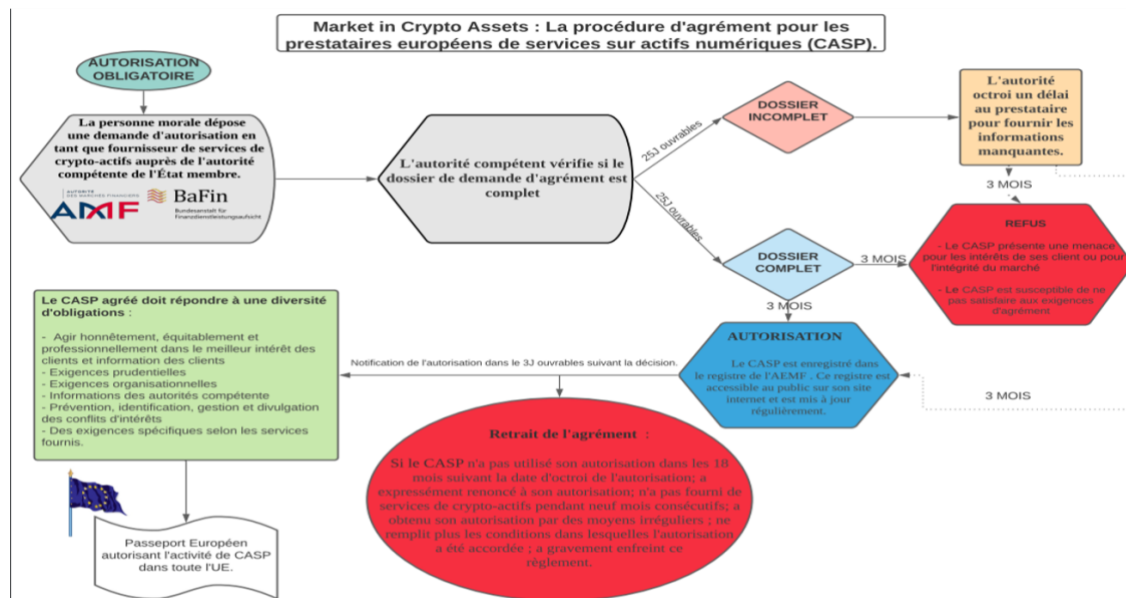 Market in Crypto Assets : La procédure d'agrément pour les
prestataires européens de services sur actifs numériques (CASP).
AUTORISATION
OBLIGATOIRE
La personne morale dépose
une demande d'autorisation en
tant que fournisseur de services de
crypto-actifs auprès de l'autorité
compétente de l'État membre.
AUTORITÉ
DES MARCHÉS FINANCIERS
AMF
BaFin
Bundesanstalt für
Finanzdienstleistungsaufsicht
L'autorité compétent vérifie si le
dossier de demande d'agrément est
complet
25J ouvrables
25J ouvrables
DOSSIER
INCOMPLET
L'autorité
octroi un délai
au prestataire
pour fournir les
informations
manquantes.
3 MOIS
DOSSIER
COMPLET
3 MOIS
3 MOIS
REFUS
- Le CASP présente une menace
pour les intérêts de ses client ou pour
l'intégrité du marché
- Le CASP est susceptible de ne
pas satisfaire aux exigences
d'agrément
AUTORISATION
Le CASP est enregistré dans
le registre de l'AEMF . Ce registre est
accessible au public sur son site
internet et est mis à jour
régulièrement.
3 MOIS
Notification de l'autorisation dans le 3J ouvrables suivant la décision.
Le CASP agréé doit répondre à une diversité
d'obligations :
- Agir honnêtement, équitablement et
professionnellement dans le meilleur intérêt des
clients et information des clients
- Exigences prudentielles
- Exigences organisationnelles
- Informations des autorités compétente
- Prévention, identification, gestion et divulgation
des conflits d'intérêts
- Des exigences spécifiques selon les services
fournis.
Retrait de l'agrément :
Si le CASP n'a pas utilisé son autorisation dans les 18
mois suivant la date d'octroi de l'autorisation; a
expressément renoncé à son autorisation; n'a pas fourni de
services de crypto-actifs pendant neuf mois consécutifs; a
obtenu son autorisation par des moyens irréguliers ; ne
remplit plus les conditions dans lesquelles l'autorisation
a été accordée ; a gravement enfreint ce
règlement.
Passeport Européen
autorisant l'activité de CASP
dans toute l'UE.